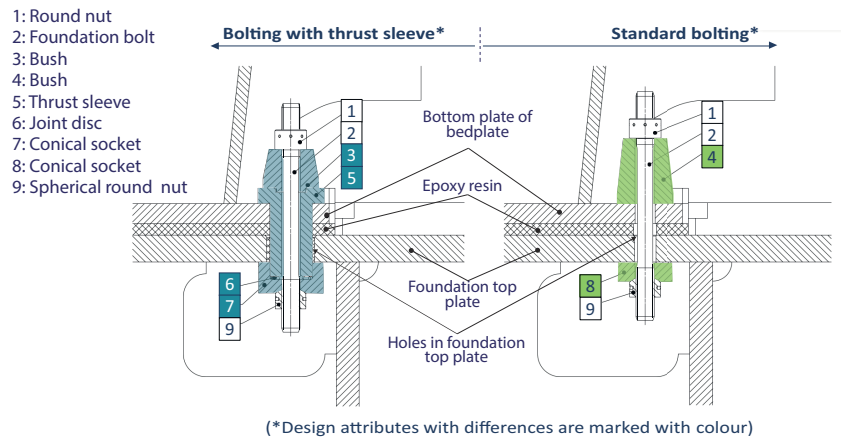 1: Round nut
2: Foundation bolt
3: Bush
4: Bush
5: Thrust sleeve
6: Joint disc
7: Conical socket
8: Conical socket
9: Spherical round nut
Bolting with thrust sleeve*
Standard bolting*
1
2
3
5
Bottom plate of
bedplate
Epoxy resin
1
2
4
6
7
9
Foundation top
plate
Holes in foundation
top plate
8
9
(*Design attributes with differences are marked with colour)